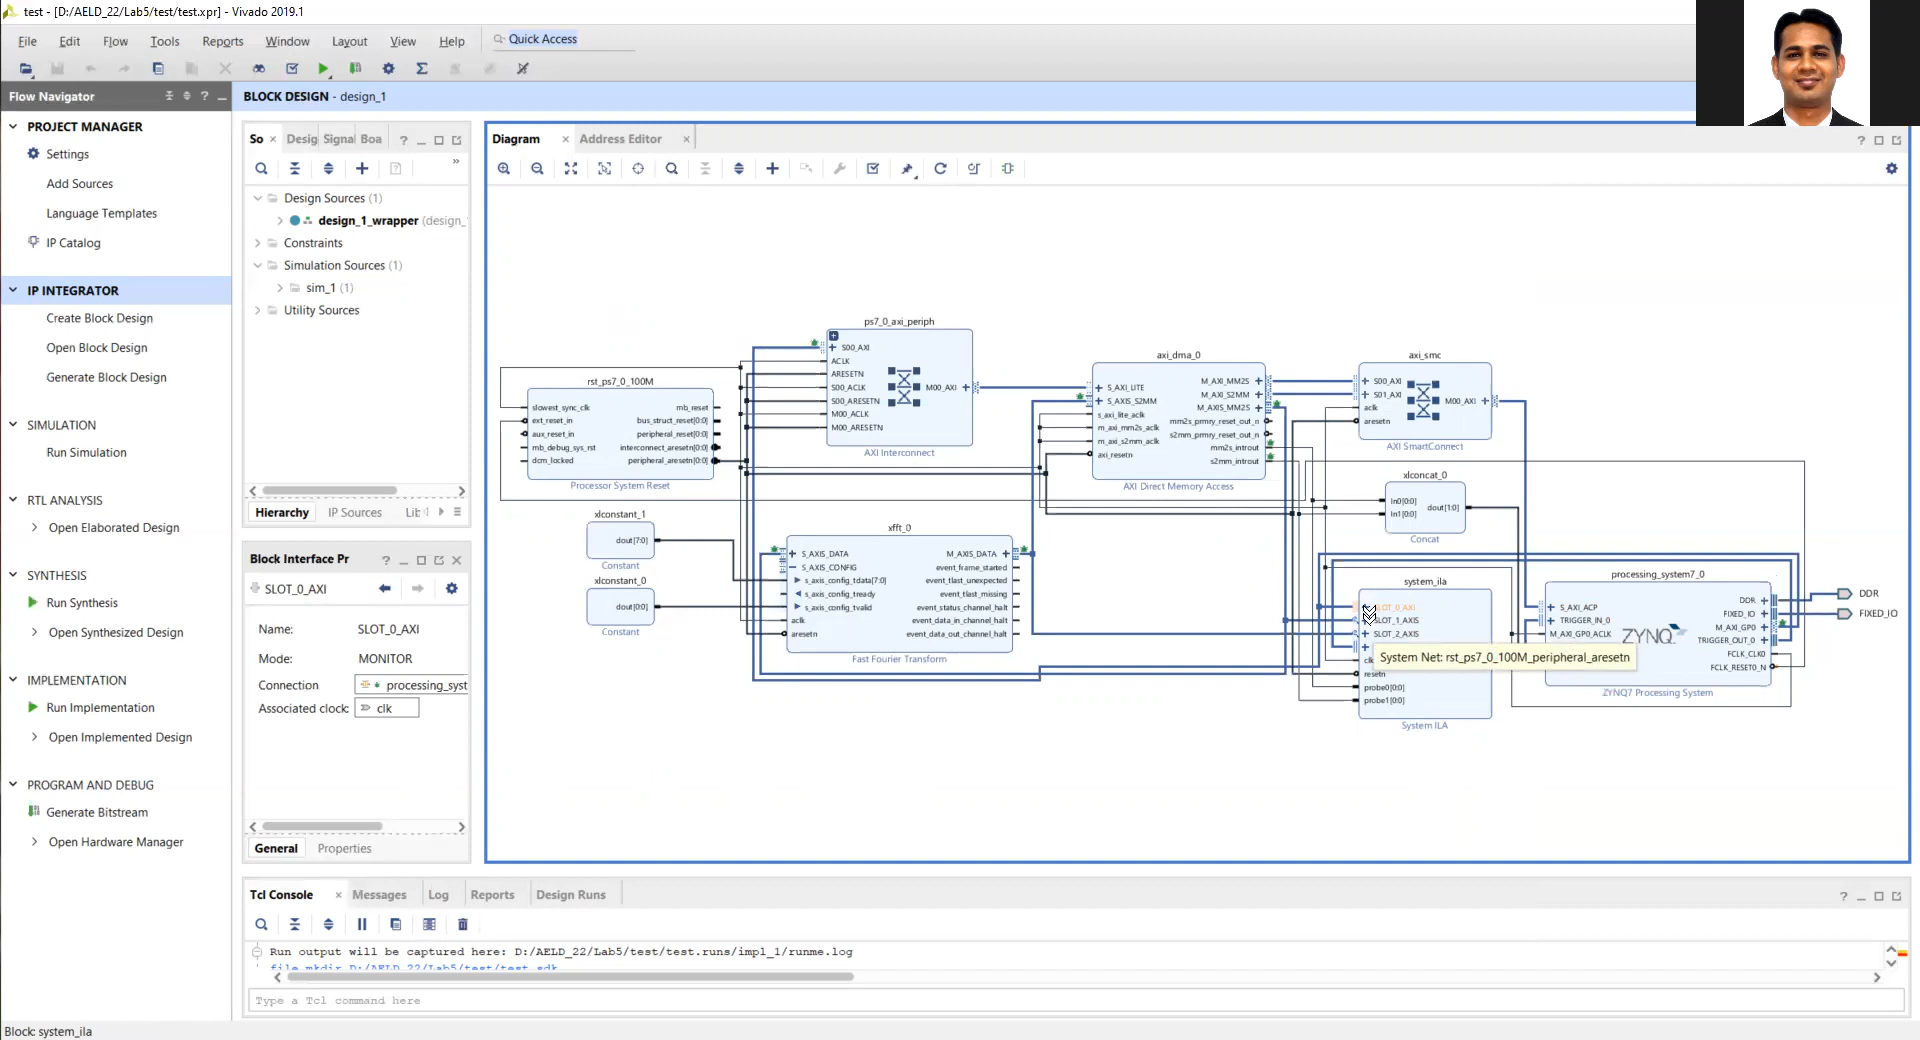 test - [D:/AELD_22/Lab5/test/test.xpr] - Vivado 2019.1
File Edit Flow Tools Reports Window Layout View Help Quick Access
Flow Navigator
PROJECT MANAGER
Settings
Add Sources
Language Templates
IP Catalog
IP INTEGRATOR
Create Block Design
Open Block Design
Generate Block Design
SIMULATION
Run Simulation
RTL ANALYSIS
Open Elaborated Design
SYNTHESIS
Run Synthesis
Open Synthesized Design
IMPLEMENTATION
Run Implementation
Open Implemented Design
PROGRAM AND DEBUG
Generate Bitstream
Open Hardware Manager
BLOCK DESIGN - design_1
So Desig Signal Boa
Design Sources (1)
design_1_wrapper (design_
Constraints
Simulation Sources (1)
sim_1 (1)
Utility Sources
Hierarchy IP Sources Lib
Block Interface Pr
SLOT_0_AXI
Name: SLOT_0_AXI
Mode: MONITOR
Connection processing_syst
Associated clock: clk
General Properties
Diagram Address Editor
rst_ps7_0_100M
slowest_sync_clk
ext_reset_in
aux_reset_in
mb_debug_sys_rst
dcm_locked
mb_reset
bus_struct_reset[0:0]
peripheral_reset[0:0]
interconnect_aresetn[0:0]
peripheral_aresetn[0:0]
Processor System Reset
xlconstant_1
dout[7:0]
Constant
xlconstant_0
dout[0:0]
Constant
ps7_0_axi_periph
S00_AXI
ACLK
ARESETN
S00_ACLK
S00_ARESETN
M00_ACLK
M00_ARESETN
M00_AXI
AXI Interconnect
xfft_0
S_AXIS_DATA
S_AXIS_CONFIG
s_axis_config_tdata[7:0]
s_axis_config_tready
s_axis_config_tvalid
aclk
aresetn
M_AXIS_DATA
event_frame_started
event_tlast_unexpected
event_tlast_missing
event_status_channel_halt
event_data_in_channel_halt
event_data_out_channel_halt
Fast Fourier Transform
axi_dma_0
S_AXI_LITE
S_AXIS_S2MM
s_axi_lite_aclk
m_axi_mm2s_aclk
m_axi_s2mm_aclk
axi_resetn
M_AXI_MM2S
M_AXI_S2MM
M_AXIS_MM2S
mm2s_prmry_reset_out_n
s2mm_prmry_reset_out_n
mm2s_introut
s2mm_introut
AXI Direct Memory Access
axi_smc
S00_AXI
S01_AXI
aclk
aresetn
M00_AXI
AXI SmartConnect
xlconcat_0
In0[0:0]
In1[0:0]
dout[1:0]
Concat
system_ila
SLOT_0_AXI
SLOT_1_AXIS
SLOT_2_AXIS
clk
resetn
probe0[0:0]
probe1[0:0]
System ILA
System Net: rst_ps7_0_100M_peripheral_aresetn
processing_system7_0
S_AXI_ACP
TRIGGER_IN_0
M_AXI_GP0_ACLK
ZYNQ
DDR
FIXED_IO
M_AXI_GP0
TRIGGER_OUT_0
FCLK_CLK0
FCLK_RESET0_N
ZYNQ7 Processing System
DDR
FIXED_IO
Tcl Console Messages Log Reports Design Runs
Run output will be captured here: D:/AELD_22/Lab5/test/test.runs/impl_1/runme.log
file mkdir D:/AELD_22/Lab5/test/test.sdk
Type a Tcl command here
Block: system_ila